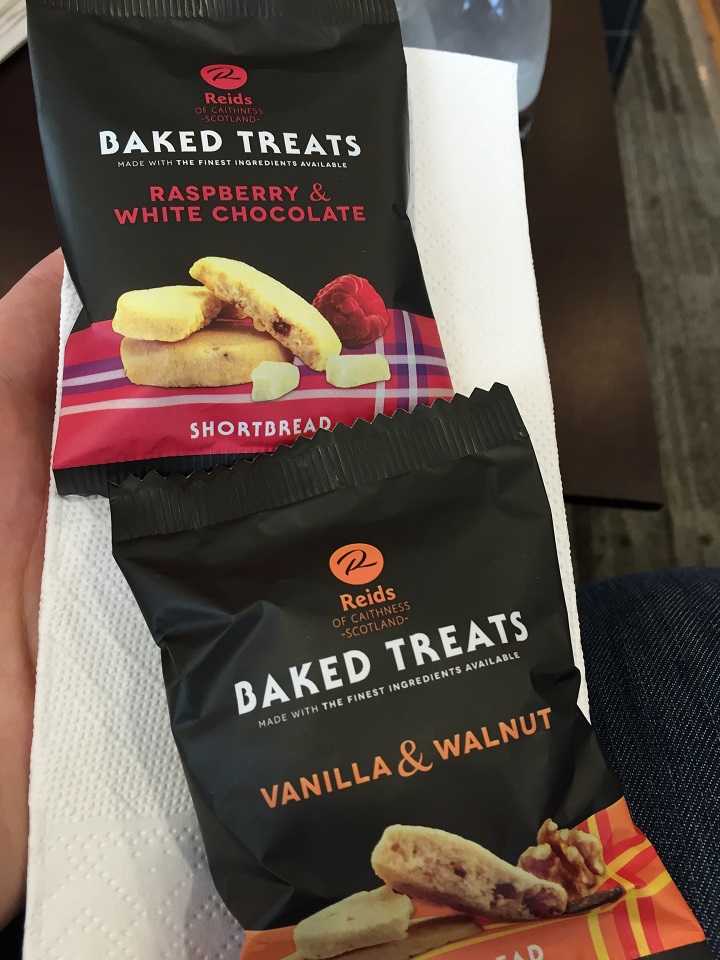 Reids
OF CAITHNESS
-SCOTLAND-
BAKED TREATS
MADE WITH THE FINEST INGREDIENTS AVAILABLE
RASPBERRY &
WHITE CHOCOLATE
SHORTBREAD
Reids
OF CAITHNESS
-SCOTLAND-
BAKED TREATS
MADE WITH THE FINEST INGREDIENTS AVAILABLE
VANILLA & WALNUT